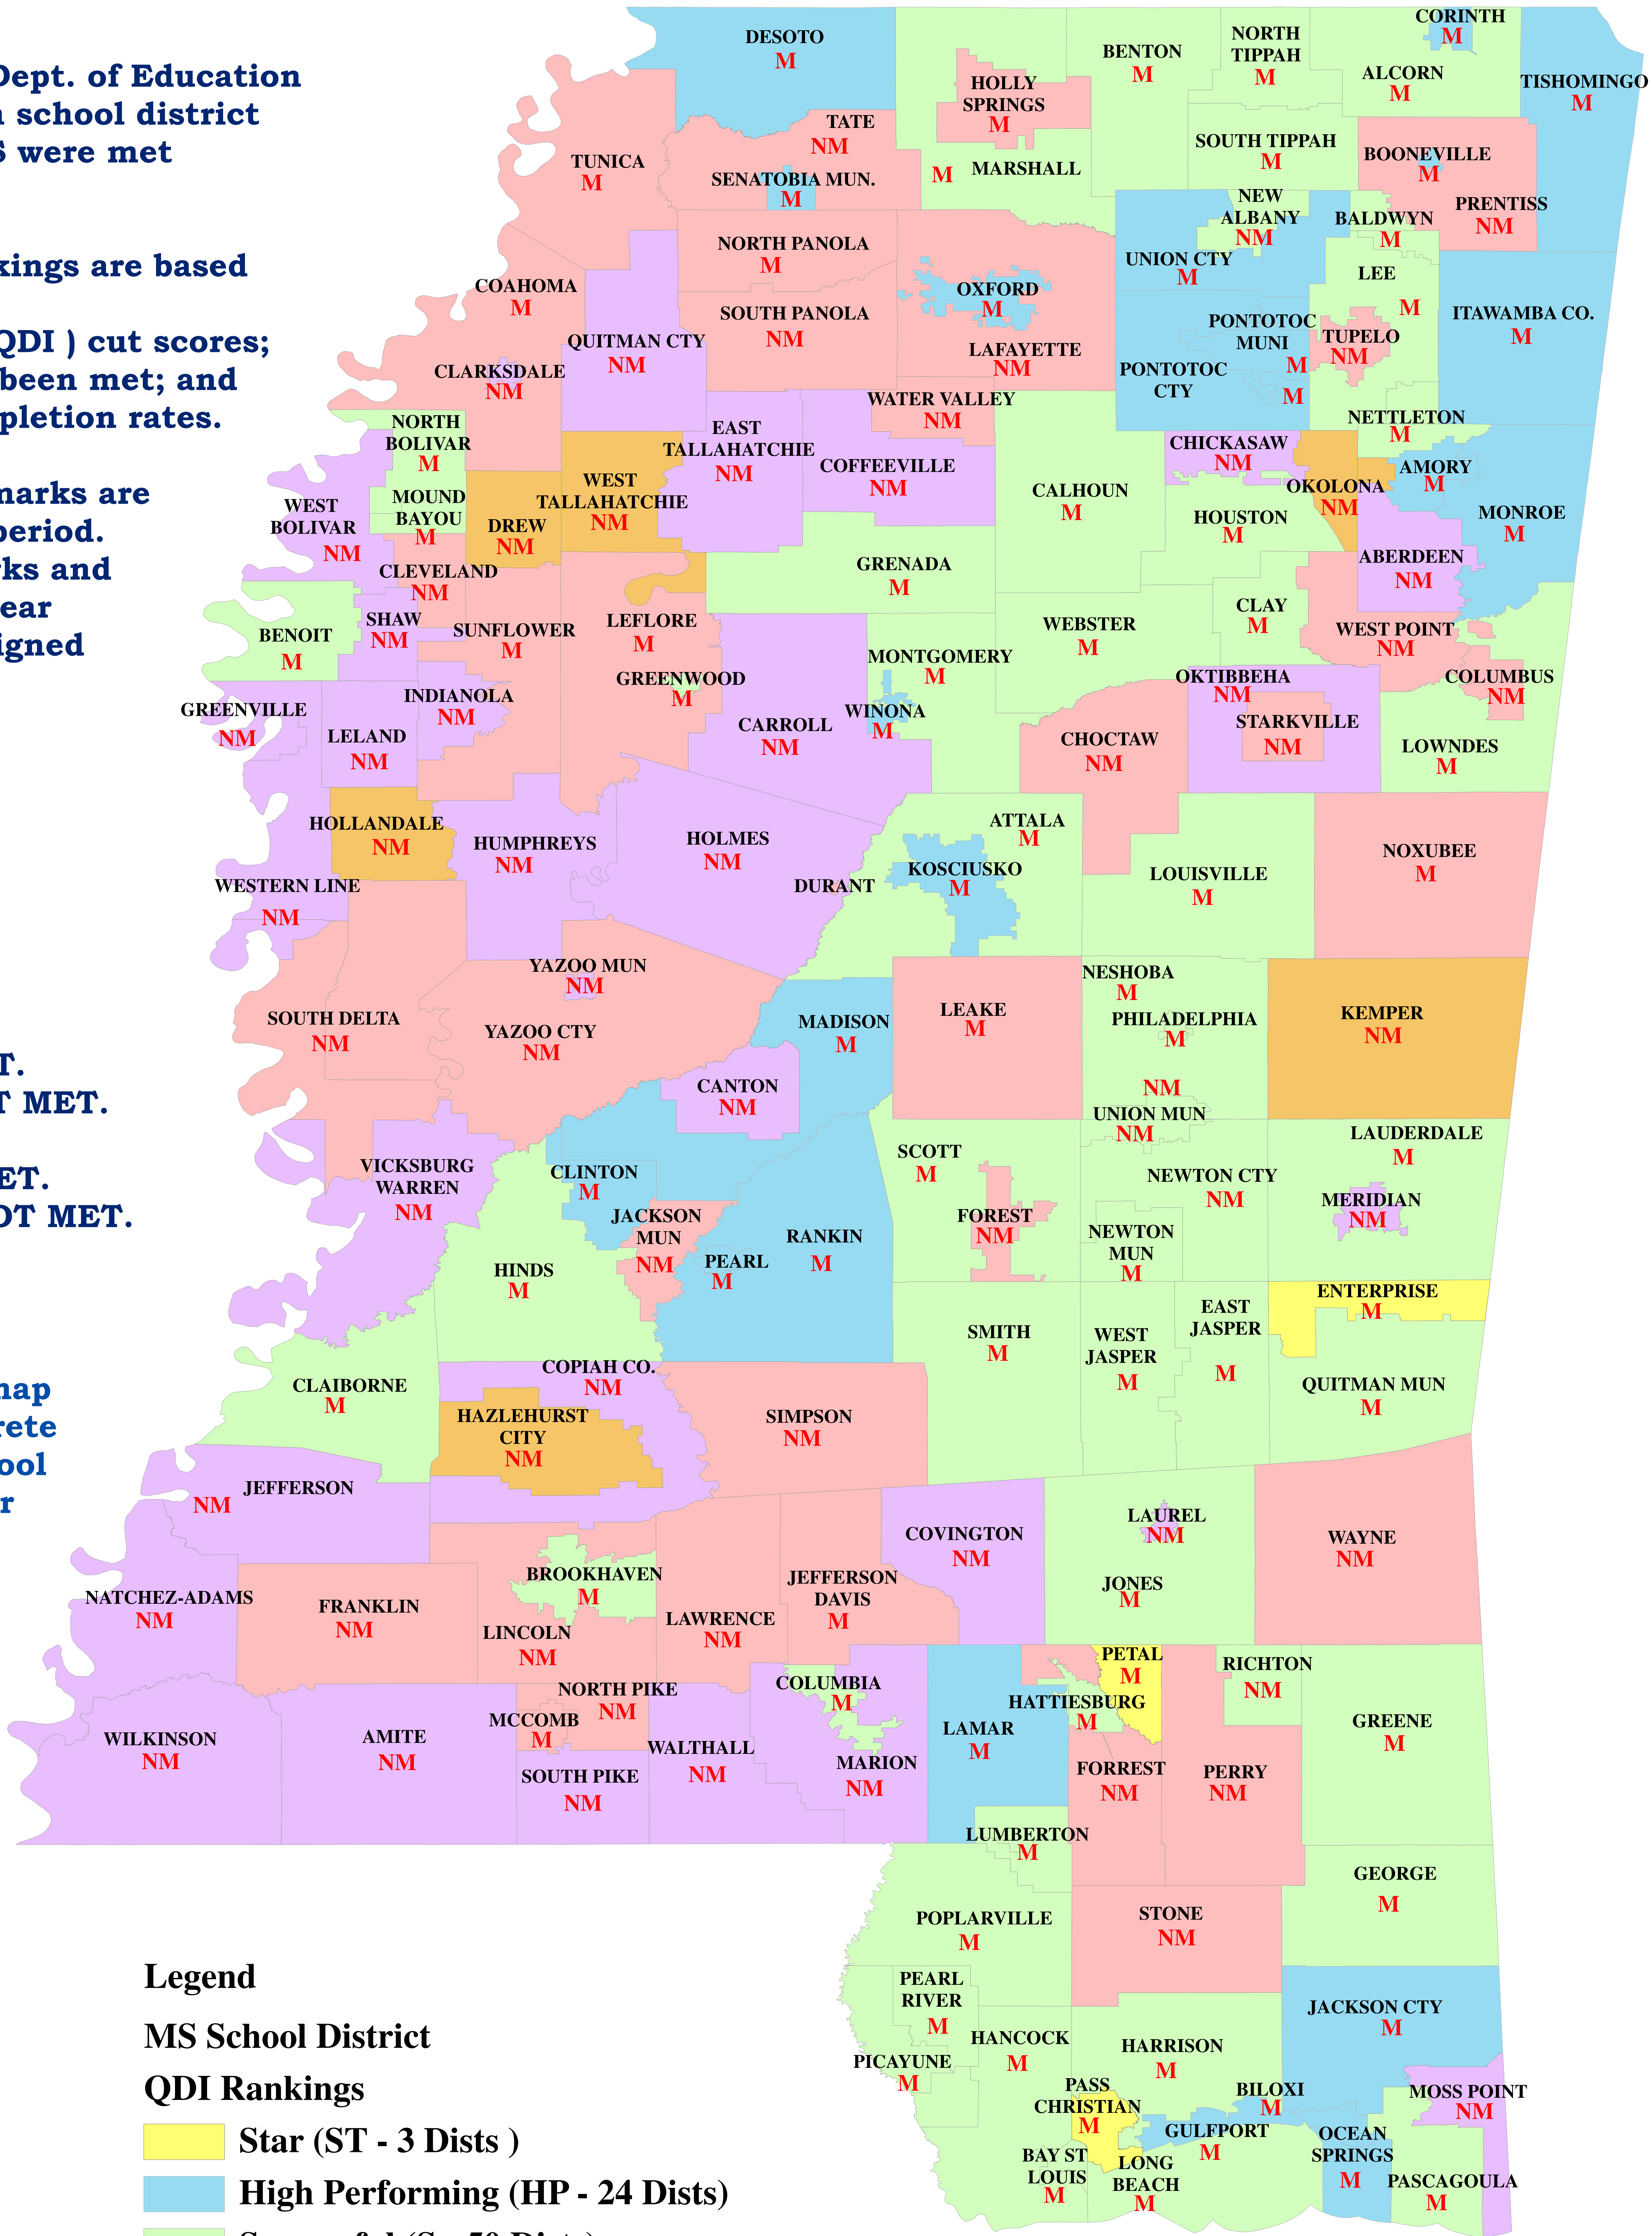 Dept. of Education
school district
S were met
kings are based
QDI ) cut scores;
been met; and
pletion rates.
marks are
period.
ks and
ear
igned
T.
T MET.
ET.
OT MET.
map
rete
ool
r
DESOTO
M
CORINTH
M
NORTH
TIPPAH
M
BENTON
M
ALCORN
M
TISHOMINGO
M
HOLLY
SPRINGS
M
TATE
NM
TUNICA
M
SENATOBIA MUN.
M
M MARSHALL
SOUTH TIPPAH
M
BOONEVILLE
M
PRENTISS
NM
NEW
ALBANY
NM
BALDWYN
M
NORTH PANOLA
M
UNION CTY
M
LEE
M
COAHOMA
M
OXFORD
M
SOUTH PANOLA
NM
PONTOTOC
MUNI
M
TUPELO
NM
ITAWAMBA CO.
M
QUITMAN CTY
NM
LAFAYETTE
NM
CLARKSDALE
NM
PONTOTOC
CTY
M
WATER VALLEY
NM
NETTLETON
M
NORTH
BOLIVAR
M
EAST
TALLAHATCHIE
NM
CHICKASAW
NM
COFFEEVILLE
NM
AMORY
M
WEST
TALLAHATCHIE
NM
CALHOUN
M
OKOLONA
NM
WEST
BOLIVAR
NM
MOUND
BAYOU
M
DREW
NM
HOUSTON
M
MONROE
M
CLEVELAND
NM
GRENADA
M
ABERDEEN
NM
SHAW
NM
BENOIT
M
SUNFLOWER
M
LEFLORE
M
WEBSTER
M
CLAY
M
WEST POINT
NM
MONTGOMERY
M
GREENWOOD
M
OKTIBBEHA
NM
COLUMBUS
NM
INDIANOLA
NM
GREENVILLE
NM
WINONA
M
CARROLL
NM
STARKVILLE
NM
LELAND
NM
CHOCTAW
NM
LOWNDES
M
HOLLANDALE
NM
HUMPHREYS
NM
HOLMES
NM
ATTALA
M
KOSCIUSKO
M
LOUISVILLE
M
NOXUBEE
M
WESTERN LINE
NM
DURANT
YAZOO MUN
NM
NESHOBA
M
SOUTH DELTA
NM
YAZOO CTY
NM
MADISON
M
LEAKE
M
PHILADELPHIA
M
KEMPER
NM
CANTON
NM
NM
UNION MUN
NM
LAUDERDALE
M
VICKSBURG
WARREN
NM
CLINTON
M
SCOTT
M
NEWTON CTY
NM
MERIDIAN
NM
JACKSON
MUN
NM
FOREST
NM
NEWTON
MUN
M
RANKIN
M
PEARL
M
HINDS
M
ENTERPRISE
M
EAST
JASPER
M
SMITH
M
WEST
JASPER
M
CLAIBORNE
M
COPIAH CO.
NM
QUITMAN MUN
M
HAZLEHURST
CITY
NM
SIMPSON
NM
JEFFERSON
NM
COVINGTON
NM
LAUREL
NM
WAYNE
NM
NATCHEZ-ADAMS
NM
FRANKLIN
NM
BROOKHAVEN
M
JEFFERSON
DAVIS
M
JONES
M
LINCOLN
NM
LAWRENCE
NM
PETAL
M
RICHTON
NM
NORTH PIKE
NM
COLUMBIA
M
HATTIESBURG
M
MCCOMB
M
WILKINSON
NM
AMITE
NM
WALTHALL
NM
MARION
NM
LAMAR
M
GREENE
M
SOUTH PIKE
NM
FORREST
NM
PERRY
NM
LUMBERTON
M
GEORGE
M
POPLARVILLE
M
STONE
NM
PEARL
RIVER
M
JACKSON CTY
M
HANCOCK
M
HARRISON
M
PICAYUNE
M
PASS
CHRISTIAN
M
BILOXI
M
MOSS POINT
NM
GULFPORT
M
OCEAN
SPRINGS
M
BAY ST
LOUIS
M
LONG
BEACH
M
PASCAGOULA
M
Legend
MS School District
QDI Rankings
Star (ST - 3 Dists )
High Performing (HP - 24 Dists)